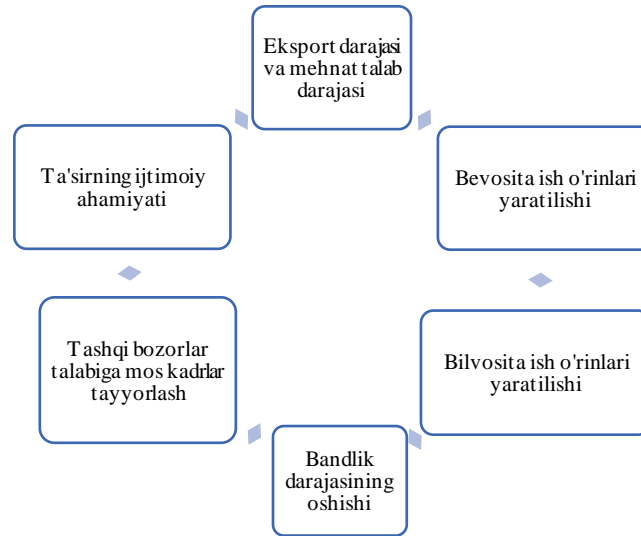 Eksport darajasi
va mehnat talab
darajasi
Ta'sirning ijtimoiy
ahamiyati
Bevosita ish o'rinlari
yaratilishi
Tashqi bozorlar
talabiga mos kadrlar
tayyorlash
Bilvosita ish o'rinlari
yaratilishi
Bandlik
darajasining
oshishi